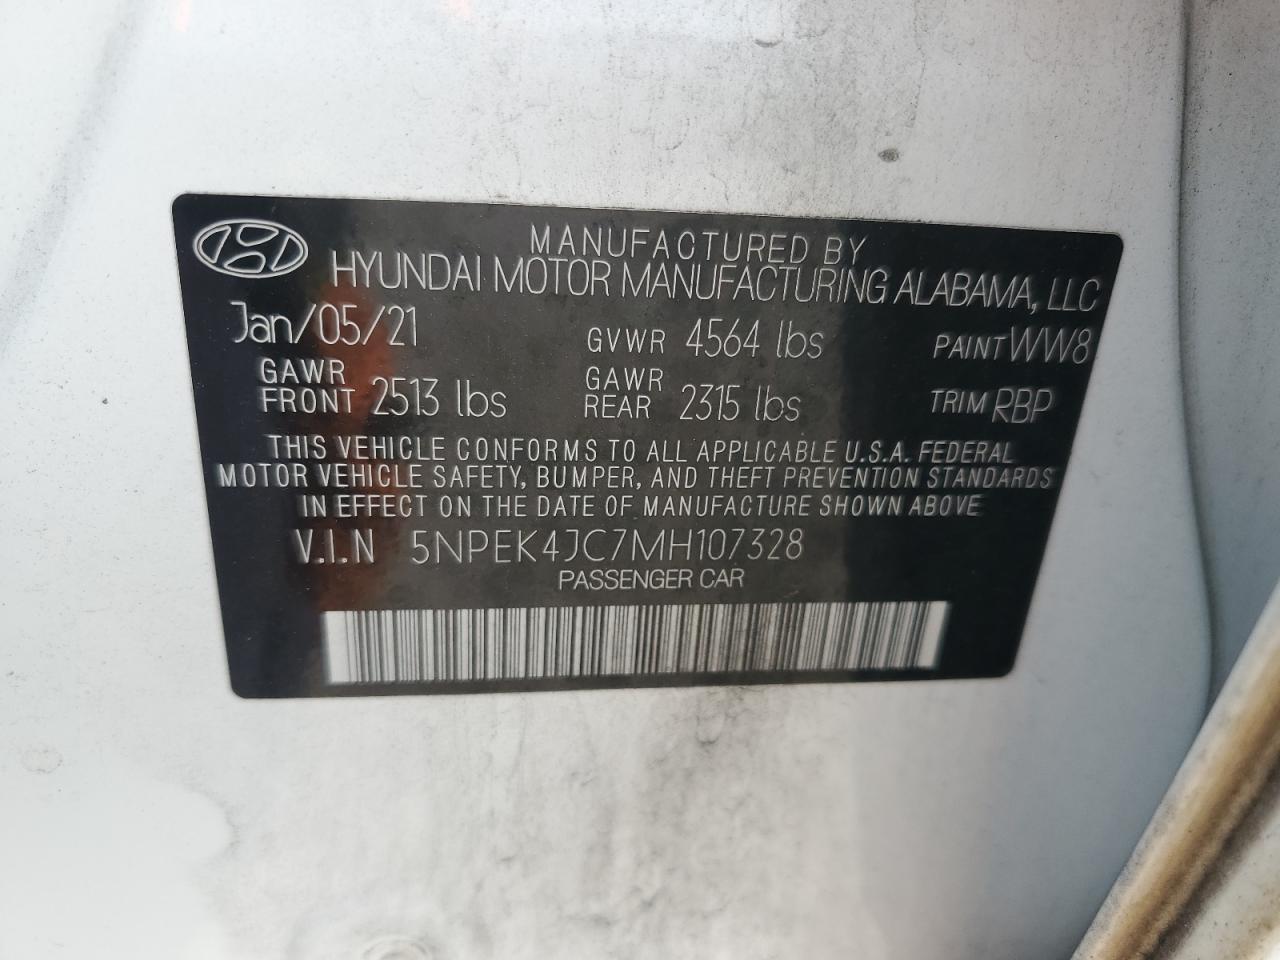 MANUFACTURED BY
HYUNDAI MOTOR MANUFACTURING ALABAMA, LLC
Jan/05/21 GVWR 4564 lbs PAINT WW8
GAWR FRONT 2513 lbs GAWR REAR 2315 lbs TRIM RBP
THIS VEHICLE CONFORMS TO ALL APPLICABLE U.S.A. FEDERAL
MOTOR VEHICLE SAFETY, BUMPER, AND THEFT PREVENTION STANDARDS
IN EFFECT ON THE DATE OF MANUFACTURE SHOWN ABOVE
V.I.N 5NPEK4JC7MH107328
PASSENGER CAR